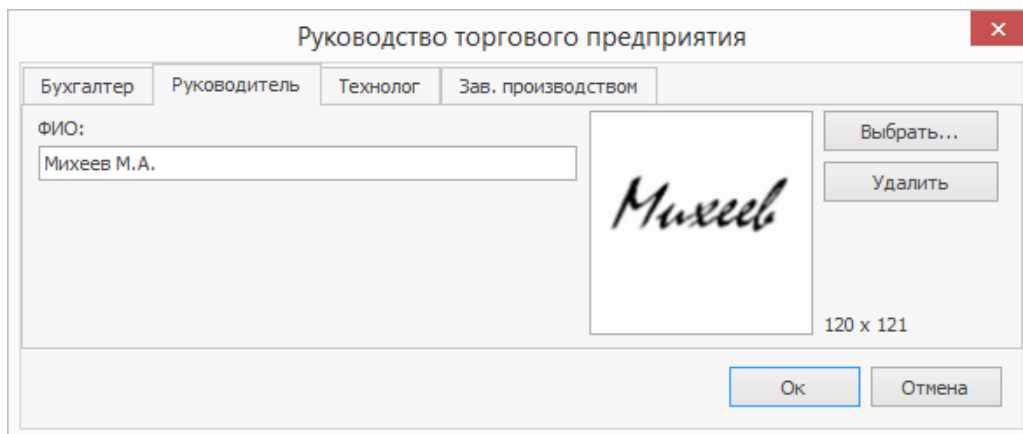 Руководство торгового предприятия
Бухгалтер Руководитель Технолог Зав. производством
ФИО:
Михеев М.А.
Михеев
Выбрать...
Удалить
120 x 121
Ок Отмена